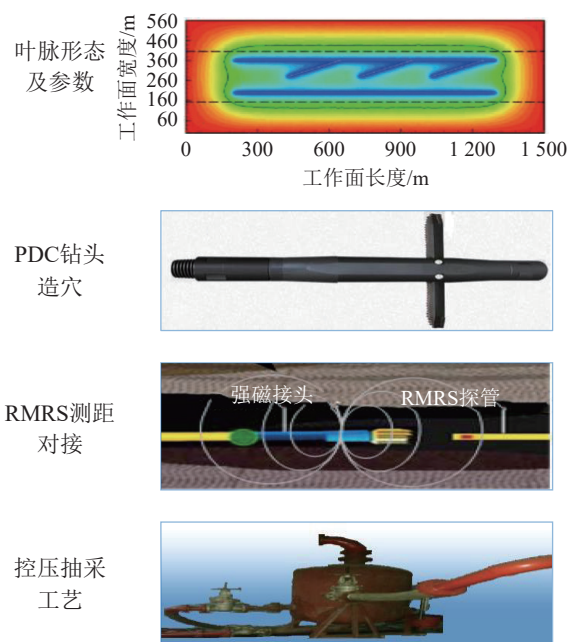 叶脉形态
及参数
工作面宽度/m
560
460
360
260
160
60
0 300 600 900 1 200 1 500
工作面长度/m
PDC钻头
造穴
RMRS测距
对接
强磁接头
RMRS探管
控压抽采
工艺